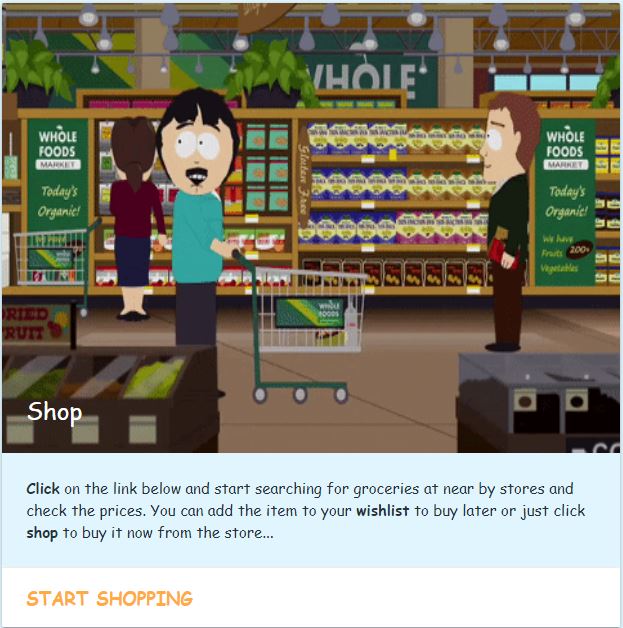 WHOLE
WHOLE
FOODS
MARKET
Today's
Organic!
Gluten Free
WHOLE
FOODS
MARKET
Today's
Organic!
We have
200+
Fruits
Vegetables
WHOLE
FOODS
DRIED
FRUIT
Shop
Click on the link below and start searching for groceries at near by stores and
check the prices. You can add the item to your wishlist to buy later or just click
shop to buy it now from the store...
START SHOPPING